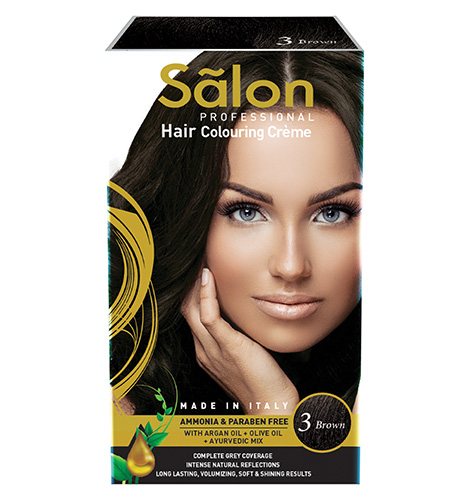 3 Brown
Sãlon
PROFESSIONAL
Hair Colouring Crème
MADE IN ITALY
AMMONIA & PARABEN FREE
WITH ARGAN OIL + OLIVE OIL
+ AYURVEDIC MIX
3 Brown
COMPLETE GREY COVERAGE
INTENSE NATURAL REFLECTIONS
LONG LASTING, VOLUMIZING, SOFT & SHINING RESULTS